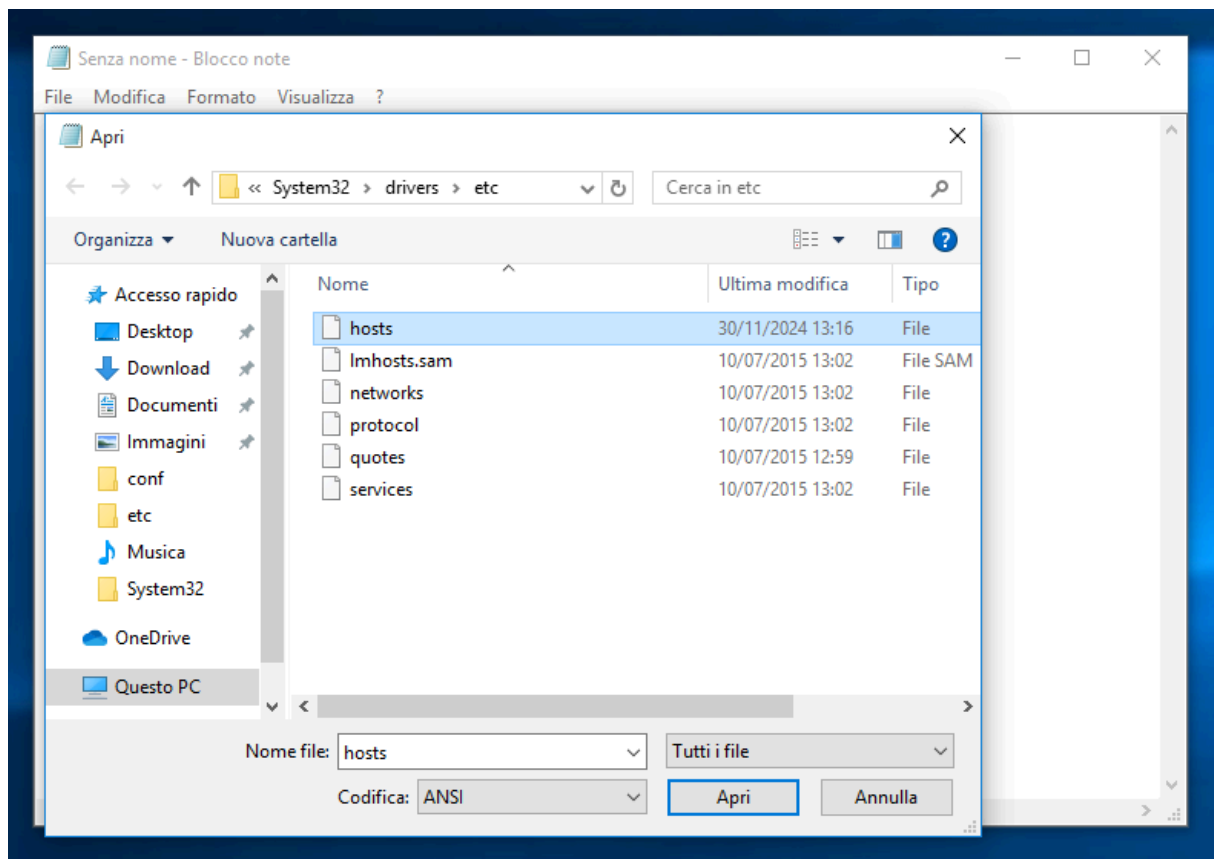 Senza nome - Blocco note
File Modifica Formato Visualizza ?
Apri
« System32 › drivers › etc Cerca in etc
Organizza Nuova cartella ?
Nome Ultima modifica Tipo
Accesso rapido
Desktop
Download
Documenti
Immagini
conf
etc
Musica
System32
OneDrive
Questo PC
hosts 30/11/2024 13:16 File
lmhosts.sam 10/07/2015 13:02 File SAM
networks 10/07/2015 13:02 File
protocol 10/07/2015 13:02 File
quotes 10/07/2015 12:59 File
services 10/07/2015 13:02 File
Nome file: hosts Tutti i file
Codifica: ANSI Apri Annulla